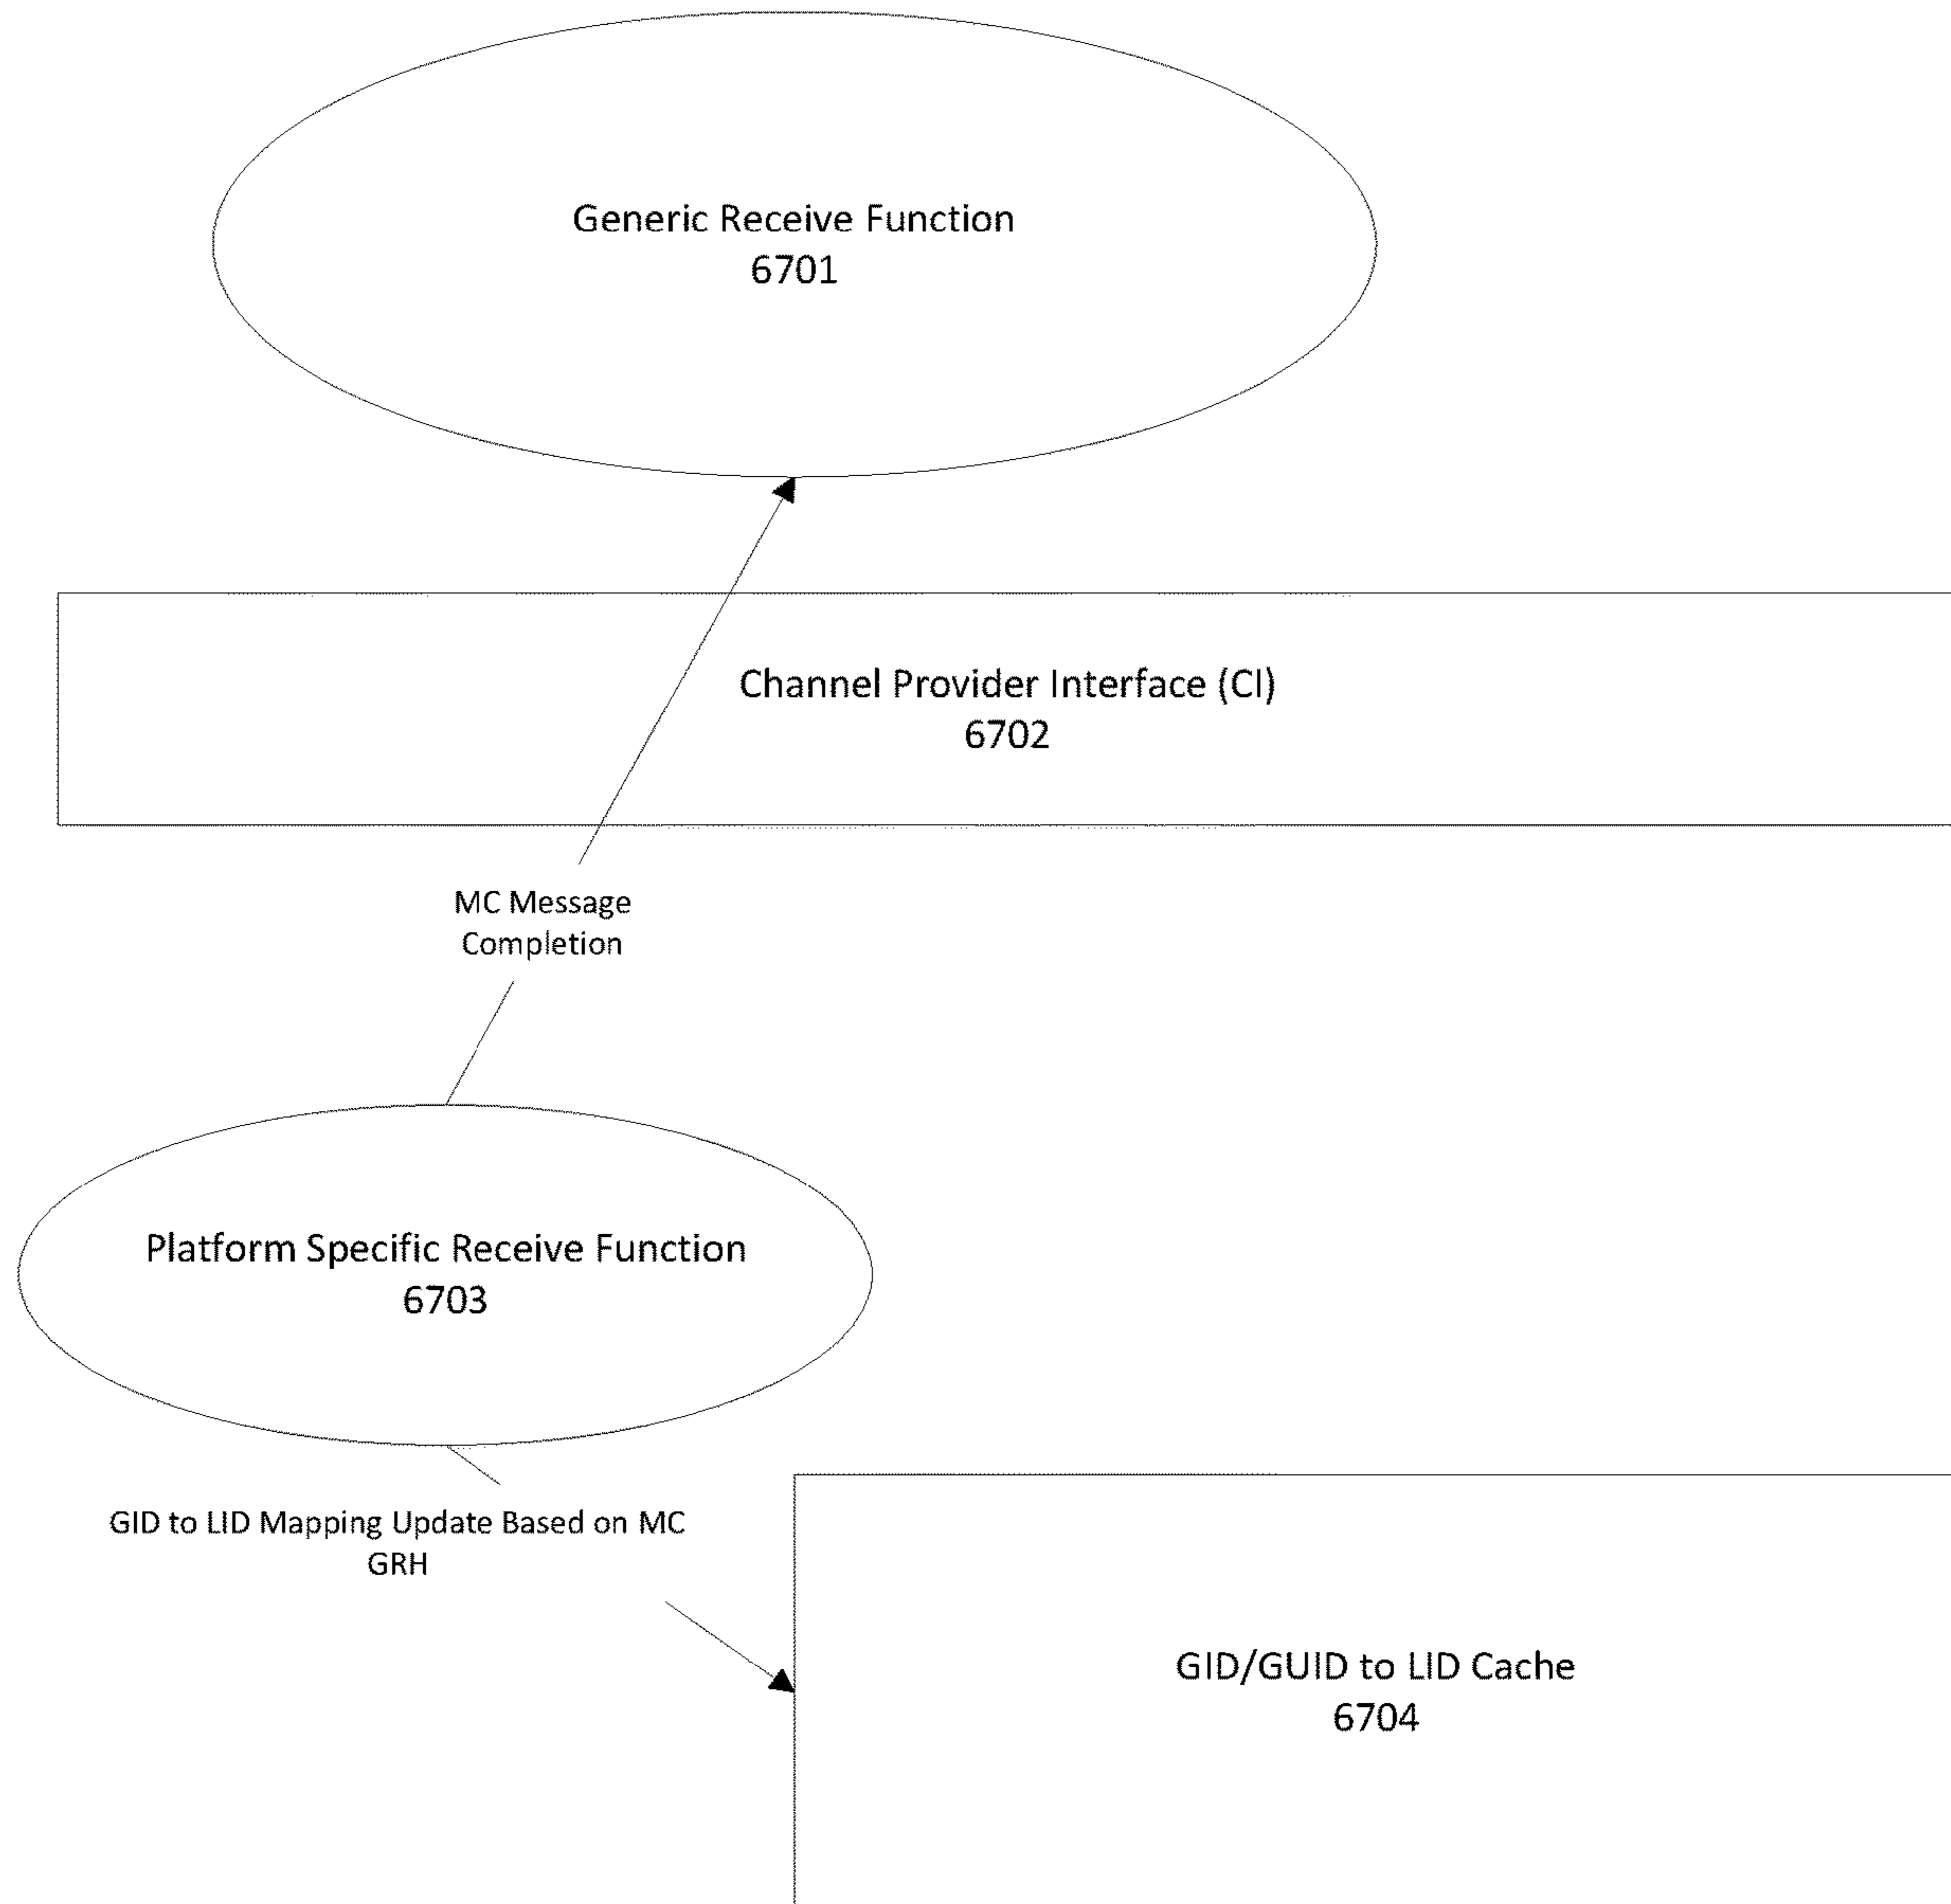 Generic Receive Function
6701
Channel Provider Interface (CI)
6702
MC Message
Completion
Platform Specific Receive Function
6703
GID to LID Mapping Update Based on MC
GRH
GID/GUID to LID Cache
6704